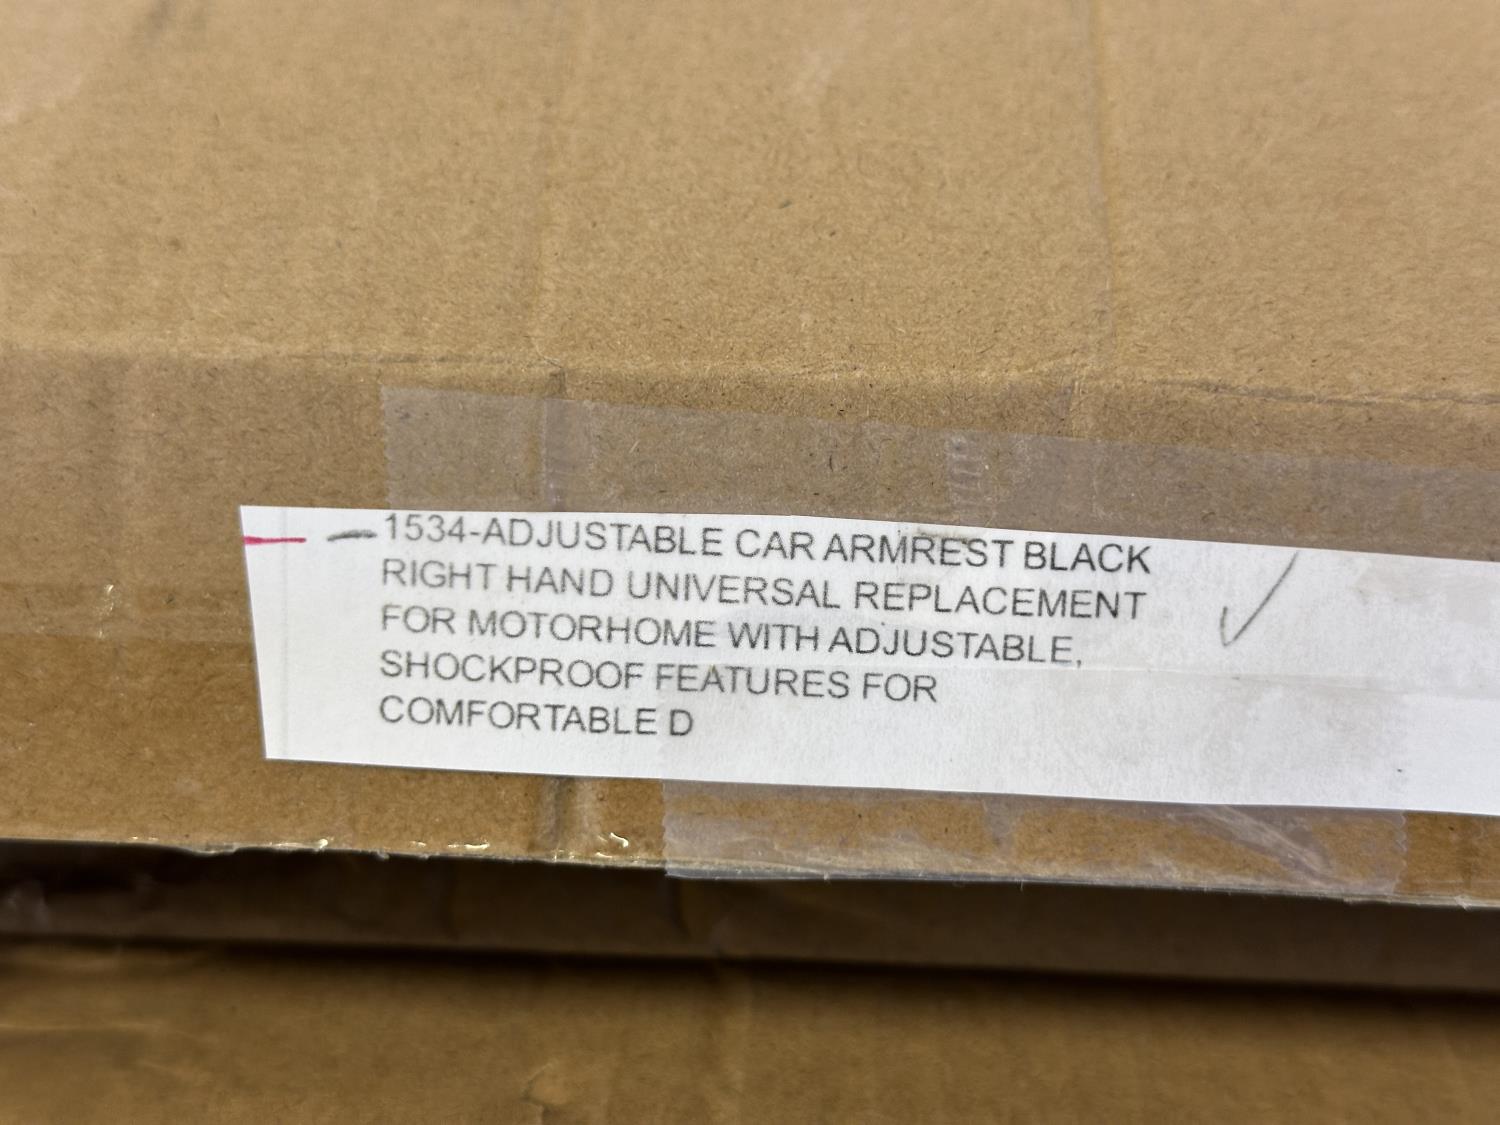 1534-ADJUSTABLE CAR ARMREST BLACK
RIGHT HAND UNIVERSAL REPLACEMENT
FOR MOTORHOME WITH ADJUSTABLE,
SHOCKPROOF FEATURES FOR
COMFORTABLE D